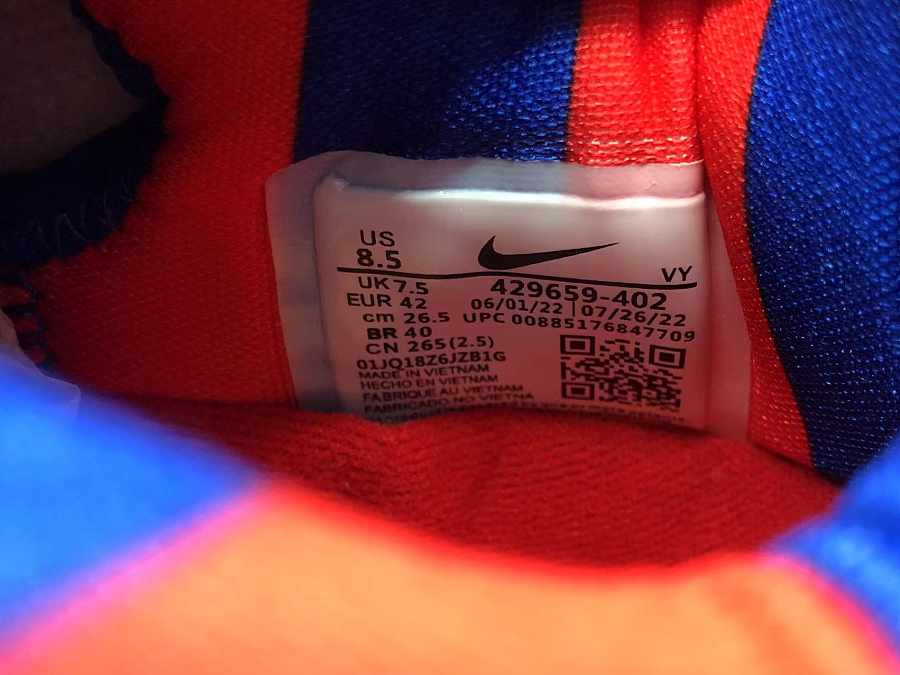 US
8.5
VY
UK 7.5
429659-402
EUR 42
06/01/22 | 07/26/22
cm 26.5
UPC 00885176847709
BR 40
CN 265(2.5)
01JQ18Z6JZB1G
MADE IN VIETNAM
HECHO EN VIETNAM
FABRIQUE AU VIETNAM
FABRICADO NO VIETNA